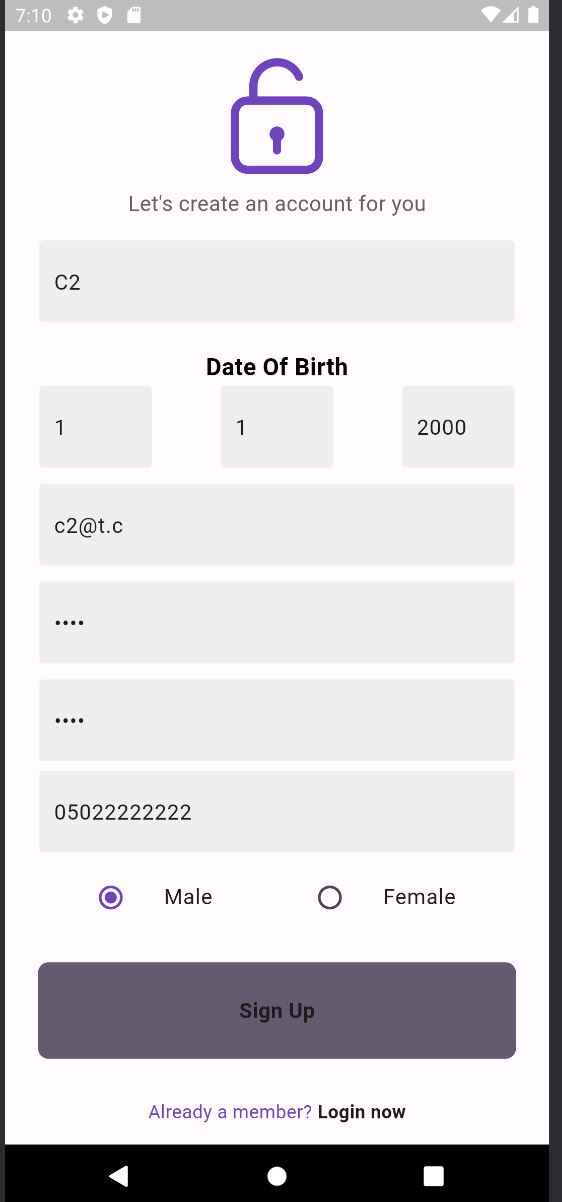 7:10
Let's create an account for you
C2
Date Of Birth
1 1 2000
c2@t.c
••••
••••
05022222222
Male Female
Sign Up
Already a member? Login now